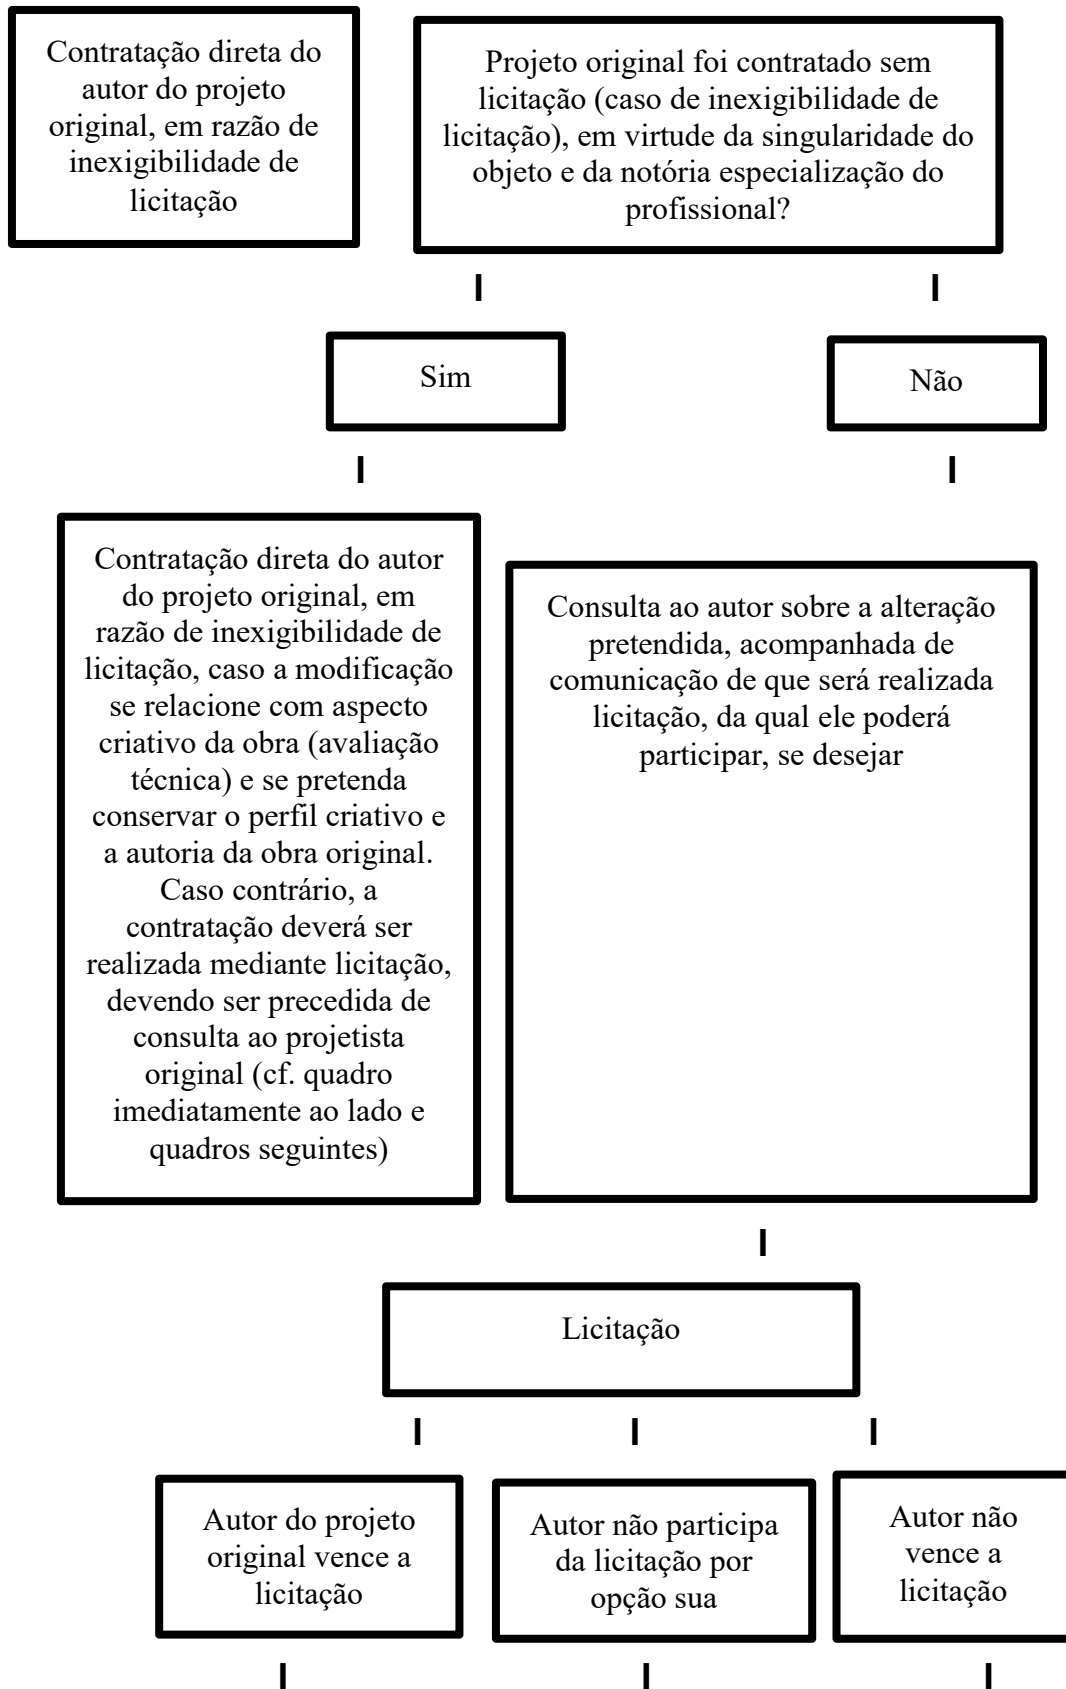 Contratação direta do
autor do projeto
original, em razão de
inexigibilidade de
licitação
Projeto original foi contratado sem
licitação (caso de inexigibilidade de
licitação), em virtude da singularidade do
objeto e da notória especialização do
profissional?
Sim
Não
Contratação direta do autor
do projeto original, em
razão de inexigibilidade de
licitação, caso a modificação
se relacione com aspecto
criativo da obra (avaliação
técnica) e se pretenda
conservar o perfil criativo e
a autoria da obra original.
Caso contrário, a
contratação deverá ser
realizada mediante licitação,
devendo ser precedida de
consulta ao projetista
original (cf. quadro
imediatamente ao lado e
quadros seguintes)
Consulta ao autor sobre a alteração
pretendida, acompanhada de
comunicação de que será realizada
licitação, da qual ele poderá
participar, se desejar
Licitação
Autor do projeto
original vence a
licitação
Autor não participa
da licitação por
opção sua
Autor não
vence a
licitação